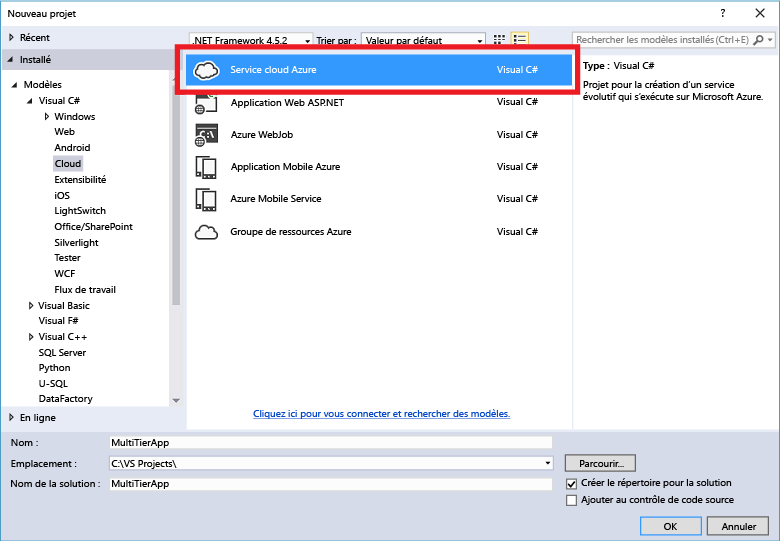 Nouveau projet
Récent
.NET Framework 4.5.2 Trier par : Valeur par défaut
Rechercher les modèles installés (Ctrl+E)
Installé
Modèles
Visual C#
Windows
Web
Android
Cloud
Extensibilité
iOS
LightSwitch
Office/SharePoint
Silverlight
Tester
WCF
Flux de travail
Visual Basic
Visual F#
Visual C++
SQL Server
Python
U-SQL
DataFactory
En ligne
Service cloud Azure Visual C#
Application Web ASP.NET Visual C#
Azure WebJob Visual C#
Application Mobile Azure Visual C#
Azure Mobile Service Visual C#
Groupe de ressources Azure Visual C#
Cliquez ici pour vous connecter et rechercher des modèles.
Type : Visual C#
Projet pour la création d'un service
évolutif qui s'exécute sur Microsoft Azure.
Nom : MultiTierApp
Emplacement : C:\VS Projects\ Parcourir...
Nom de la solution : MultiTierApp
Créer le répertoire pour la solution
Ajouter au contrôle de code source
OK Annuler